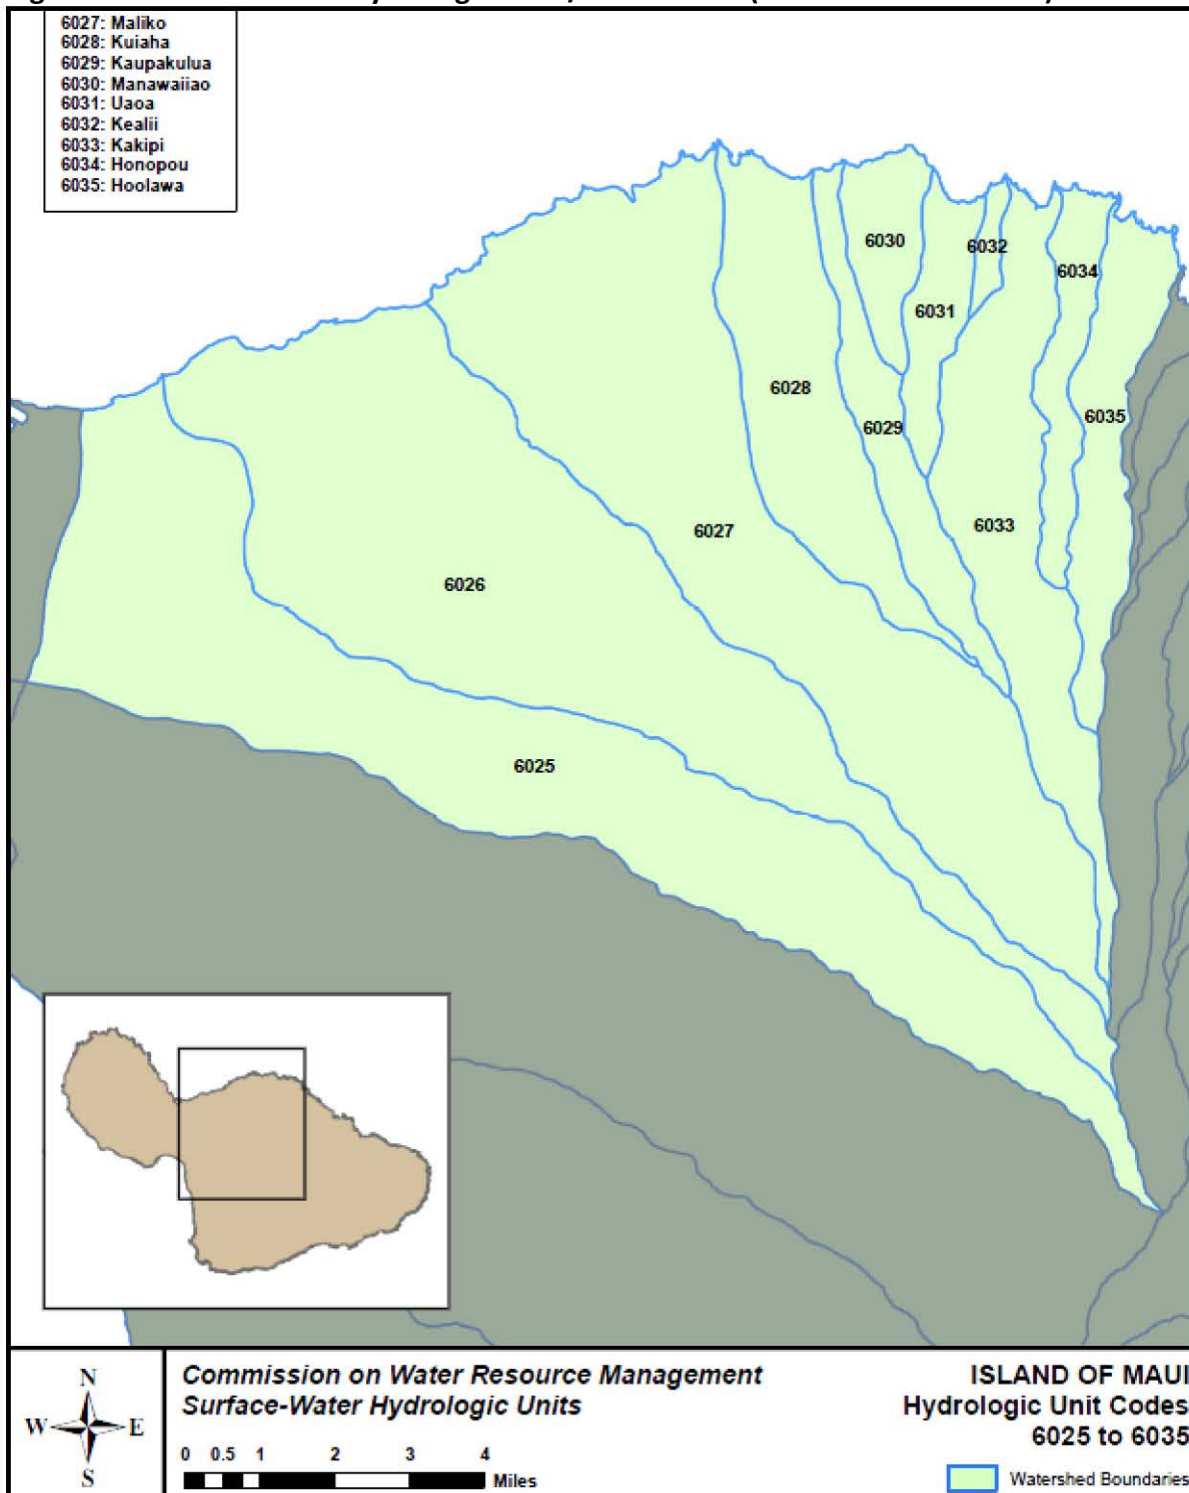 6027: Maliko
6028: Kuiaha
6029: Kaupakulua
6030: Manawaiiao
6031: Uaoa
6032: Kealii
6033: Kakipi
6034: Honopou
6035: Hoolawa
6030
6032
6034
6031
6028
6029
6035
6033
6027
6026
6025
N
W E
S
Commission on Water Resource Management
Surface-Water Hydrologic Units
0 0.5 1 2 3 4
Miles
ISLAND OF MAUI
Hydrologic Unit Codes
6025 to 6035
Watershed Boundaries